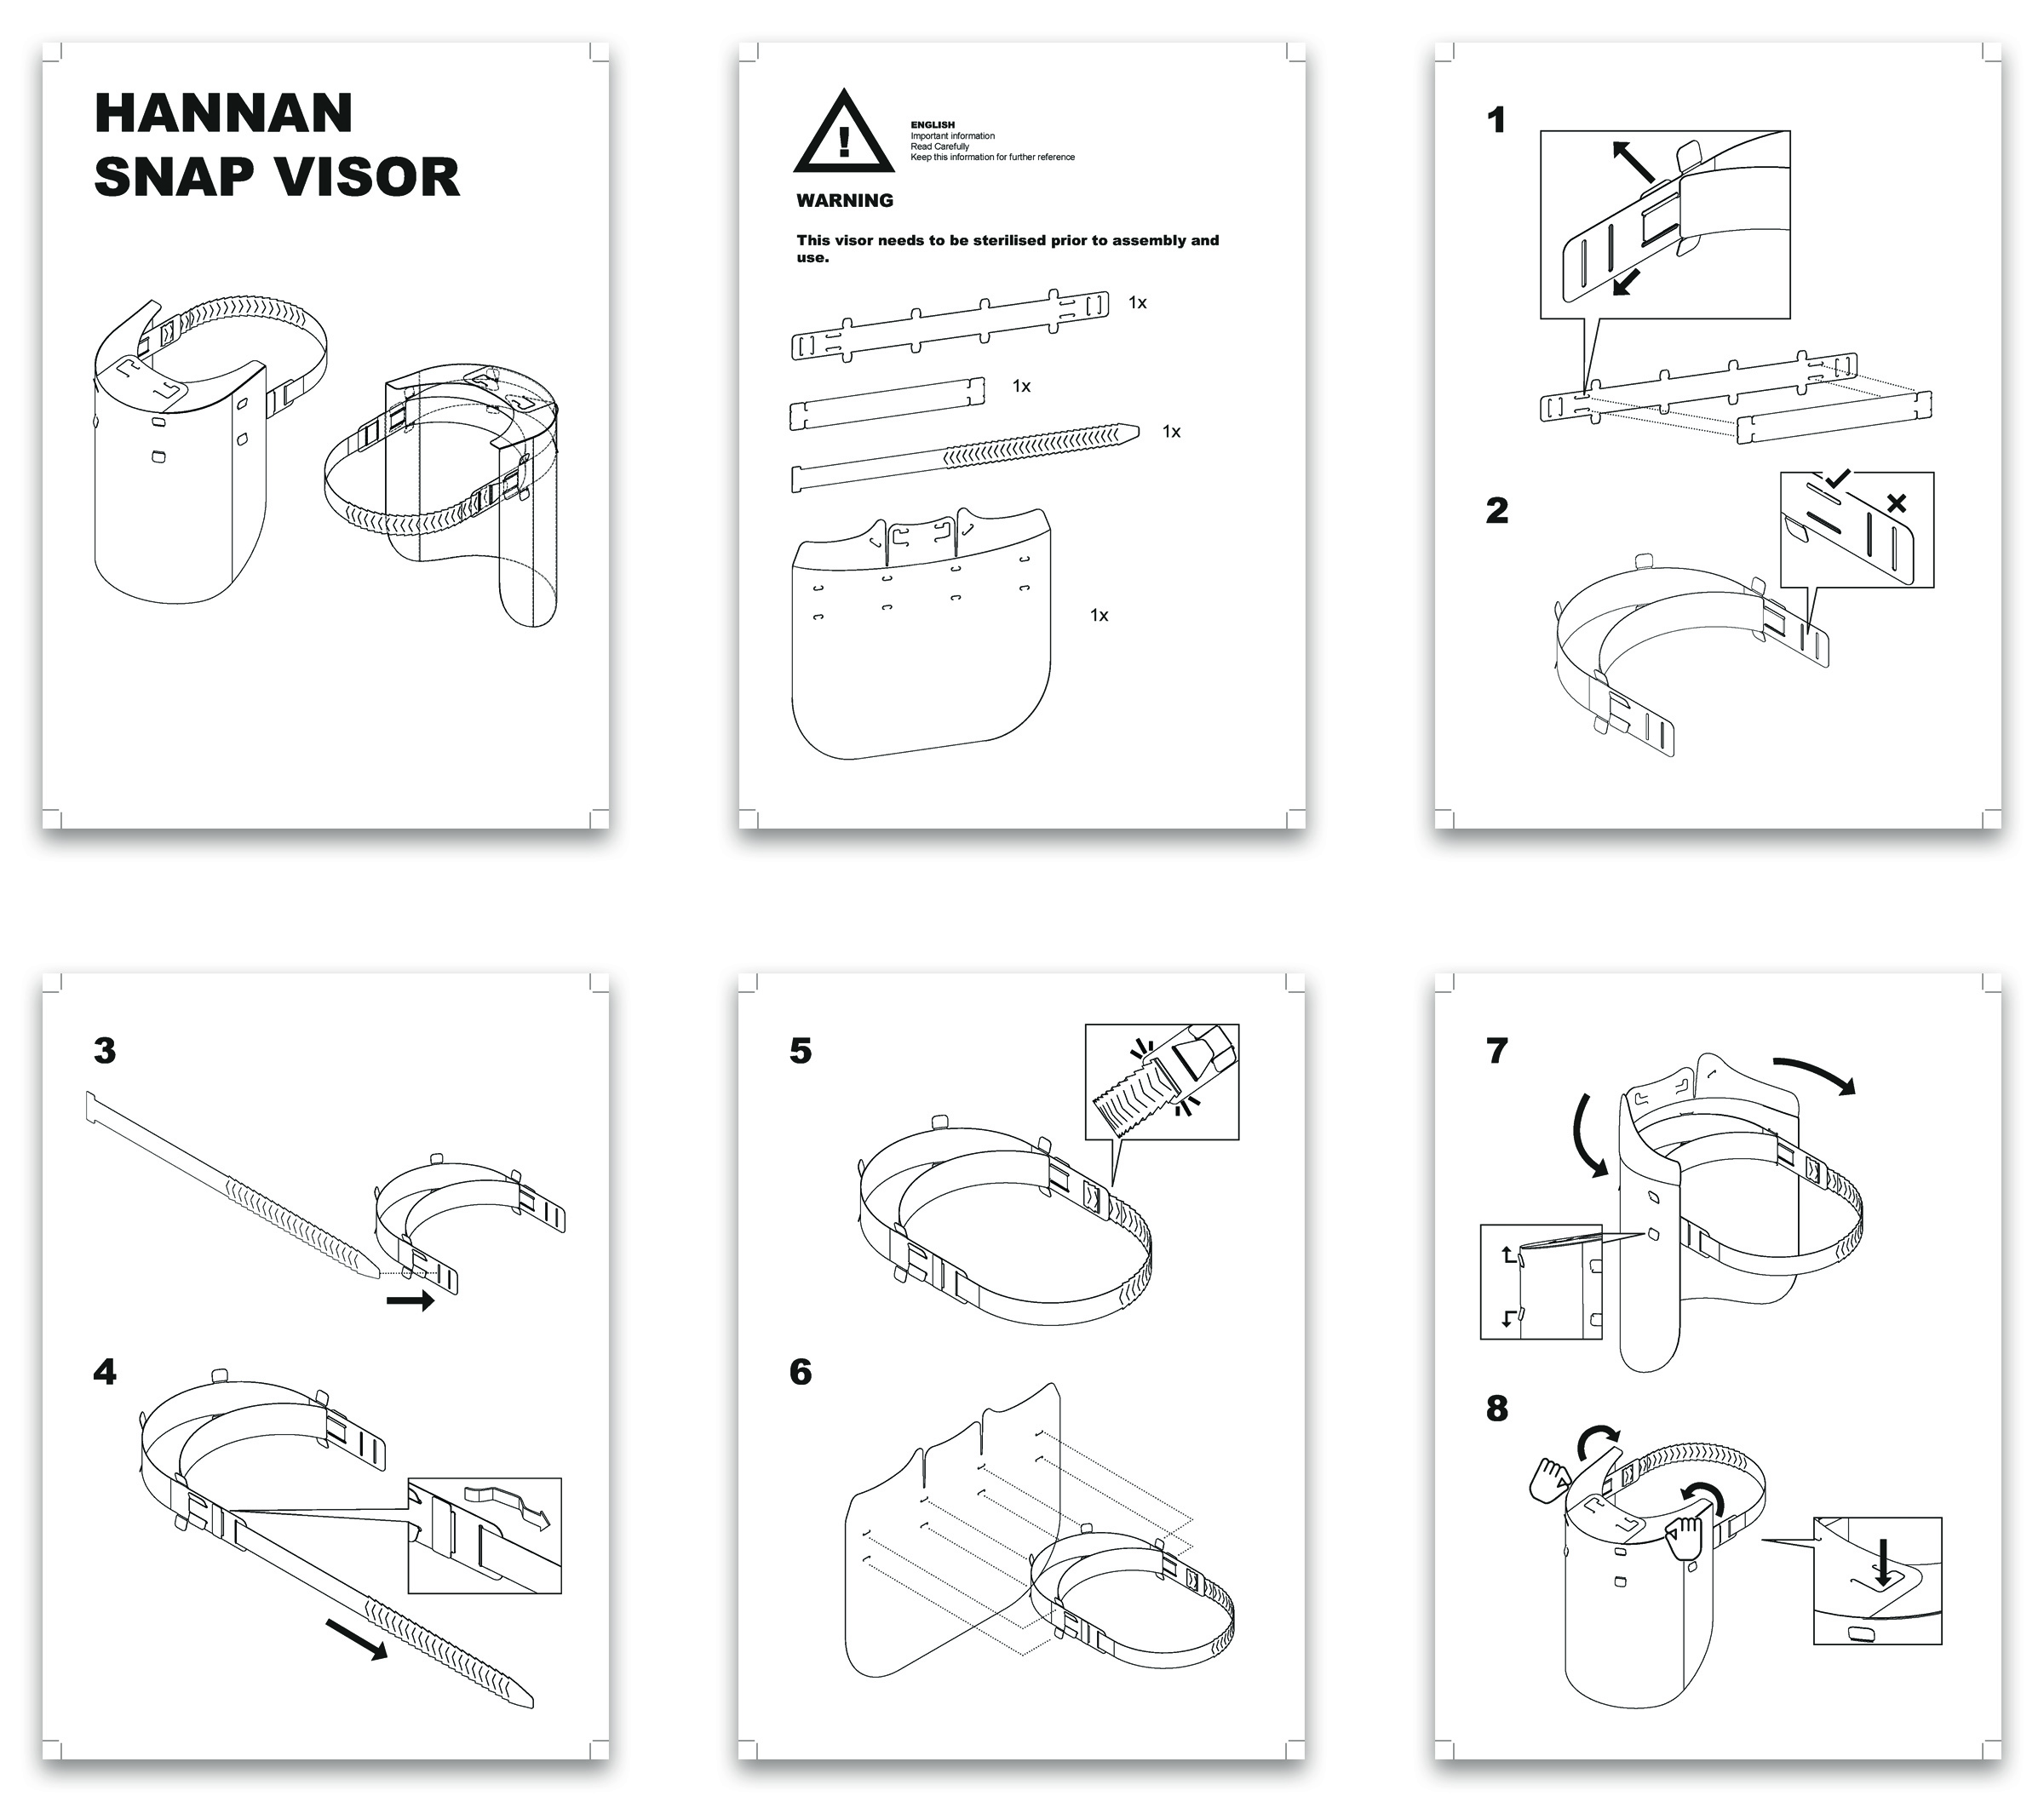 HANNAN
SNAP VISOR
ENGLISH
Important information
Read Carefully
Keep this information for further reference
WARNING
This visor needs to be sterilised prior to assembly and
use.
1x
1x
1x
1x
1
2
3
4
5
6
7
8